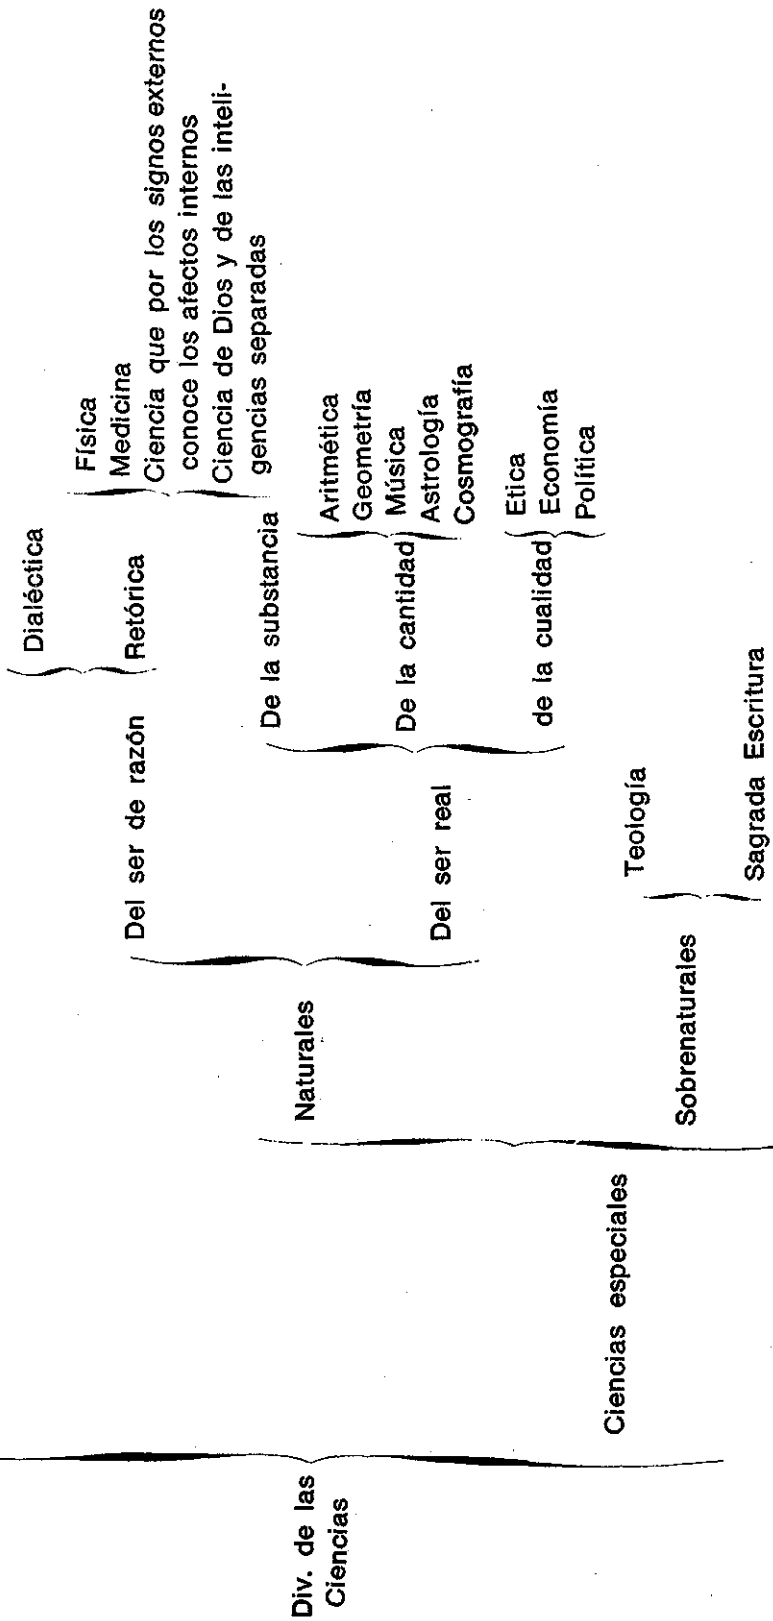 Div. de las
Ciencias
Ciencias especiales
Naturales
Del ser de razón
Dialéctica
Retórica
Del ser real
De la substancia
Física
Medicina
Ciencia que por los signos externos
conoce los afectos internos
Ciencia de Dios y de las inteli-
gencias separadas
De la cantidad
Aritmética
Geometría
Música
Astrología
Cosmografía
de la cualidad
Etica
Economía
Política
Sobrenaturales
Teología
Sagrada Escritura